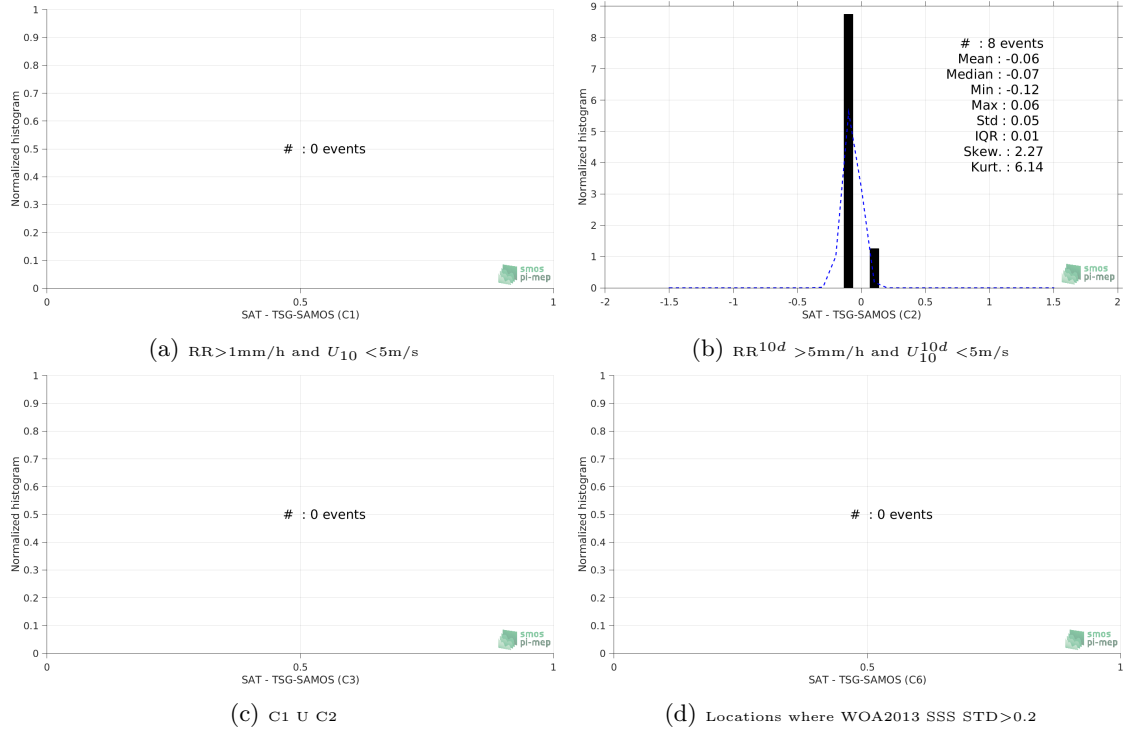 1
0.9
0.8
0.7
0.6
0.5
0.4
0.3
0.2
0.1
0
Normalized histogram
# : 0 events
smos
pi-mep
0 0.5 1
SAT - TSG-SAMOS (C1)
(a) RR>1mm/h and U10 <5m/s
9
8
7
6
5
4
3
2
1
0
Normalized histogram
# : 8 events
Mean : -0.06
Median : -0.07
Min : -0.12
Max : 0.06
Std : 0.05
IQR : 0.01
Skew. : 2.27
Kurt. : 6.14
smos
pi-mep
-2 -1.5 -1 -0.5 0 0.5 1 1.5 2
SAT - TSG-SAMOS (C2)
(b) RR10d >5mm/h and U10d10 <5m/s
1
0.9
0.8
0.7
0.6
0.5
0.4
0.3
0.2
0.1
0
Normalized histogram
# : 0 events
smos
pi-mep
0 0.5 1
SAT - TSG-SAMOS (C3)
(c) C1 U C2
1
0.9
0.8
0.7
0.6
0.5
0.4
0.3
0.2
0.1
0
Normalized histogram
# : 0 events
smos
pi-mep
0 0.5 1
SAT - TSG-SAMOS (C6)
(d) Locations where WOA2013 SSS STD>0.2